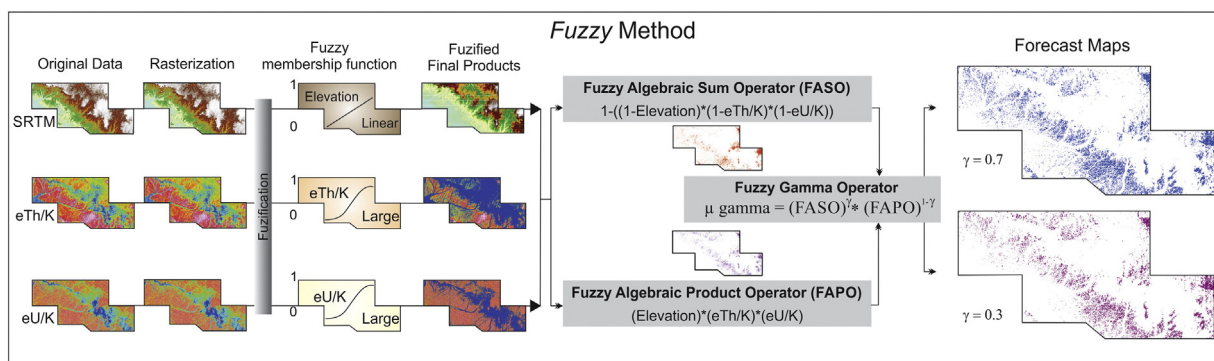 Fuzzy Method
Original Data
Rasterization
Fuzzy
membership function
Fuzified
Final Products
Forecast Maps
SRTM
eTh/K
eU/K
Fuzification
1
Elevation
0
Linear
1
eTh/K
0
Large
1
eU/K
0
Large
Fuzzy Algebraic Sum Operator (FASO)
1-((1-Elevation)*(1-eTh/K)*(1-eU/K))
Fuzzy Gamma Operator
μ gamma = (FASO)^γ* (FAPO)^1-γ
Fuzzy Algebraic Product Operator (FAPO)
(Elevation)*(eTh/K)*(eU/K)
γ = 0.7
γ = 0.3